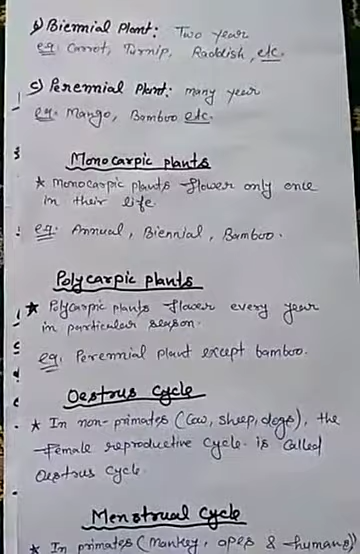 b) Biennial Plant: Two year
eg. Carrot, Turnip, Raddish, etc.
c) Perennial Plant: many year
eg. Mango, Bamboo etc.
Monocarpic plants
* Monocarpic plants flower only once
in their life.
eg. Annual, Biennial, Bamboo.
Polycarpic plants
* Polycarpic plants flower every year
in particular season.
eg. Perennial plant except bamboo.
Oestrus Cycle
* In non-primates (Cow, sheep, dogs), the
female reproductive cycle is called
Oestrus cycle.
Menstrual Cycle
* In primates (Monkey, apes & humans)